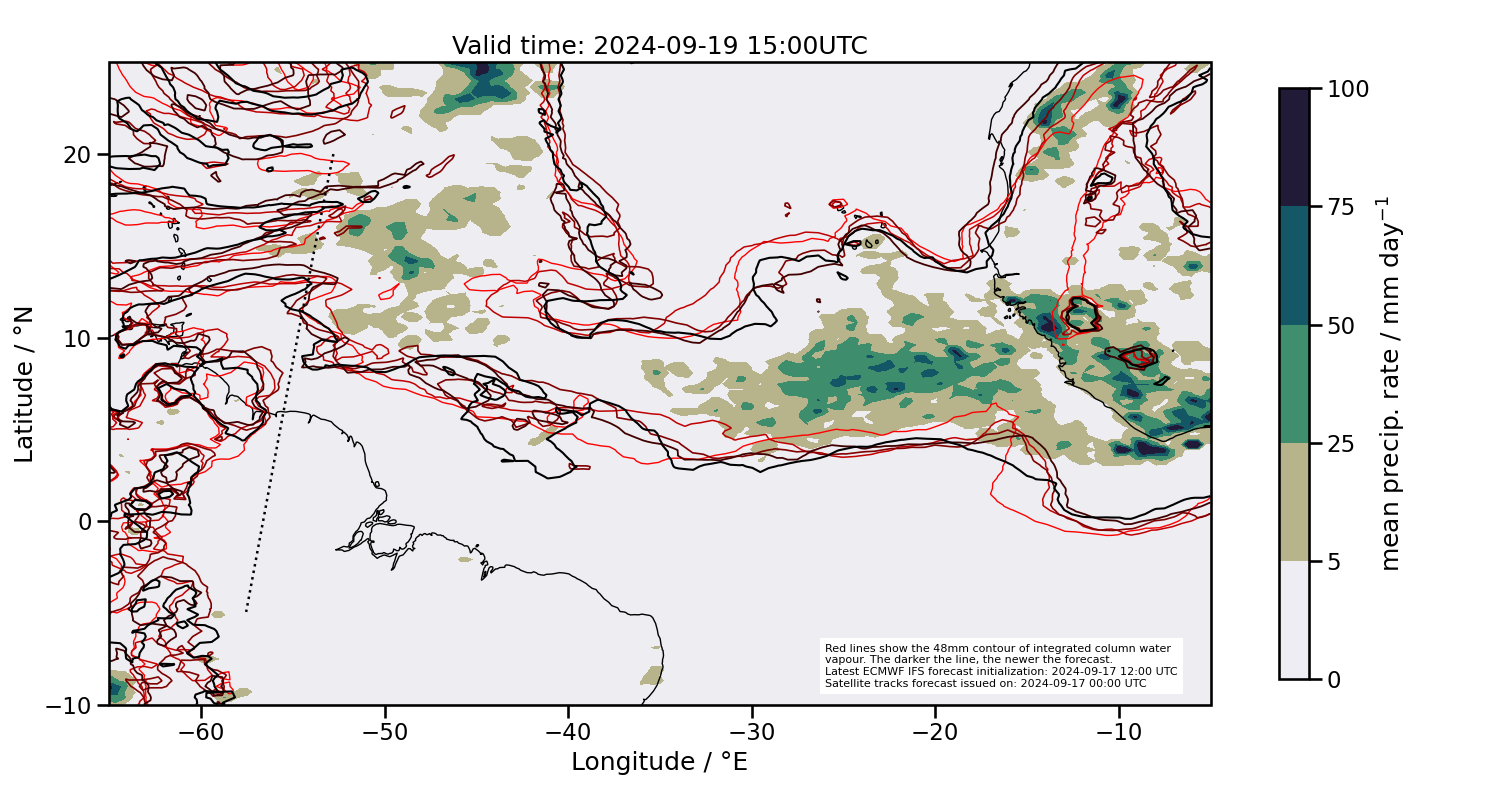 Valid time: 2024-09-19 15:00UTC
Latitude / °N
20
10
0
−10
−60
−50
−40
−30
−20
−10
Longitude / °E
Red lines show the 48mm contour of integrated column water
vapour. The darker the line, the newer the forecast.
Latest ECMWF IFS forecast initialization: 2024-09-17 12:00 UTC
Satellite tracks forecast issued on: 2024-09-17 00:00 UTC
100
75
50
25
5
0
mean precip. rate / mm day⁻¹